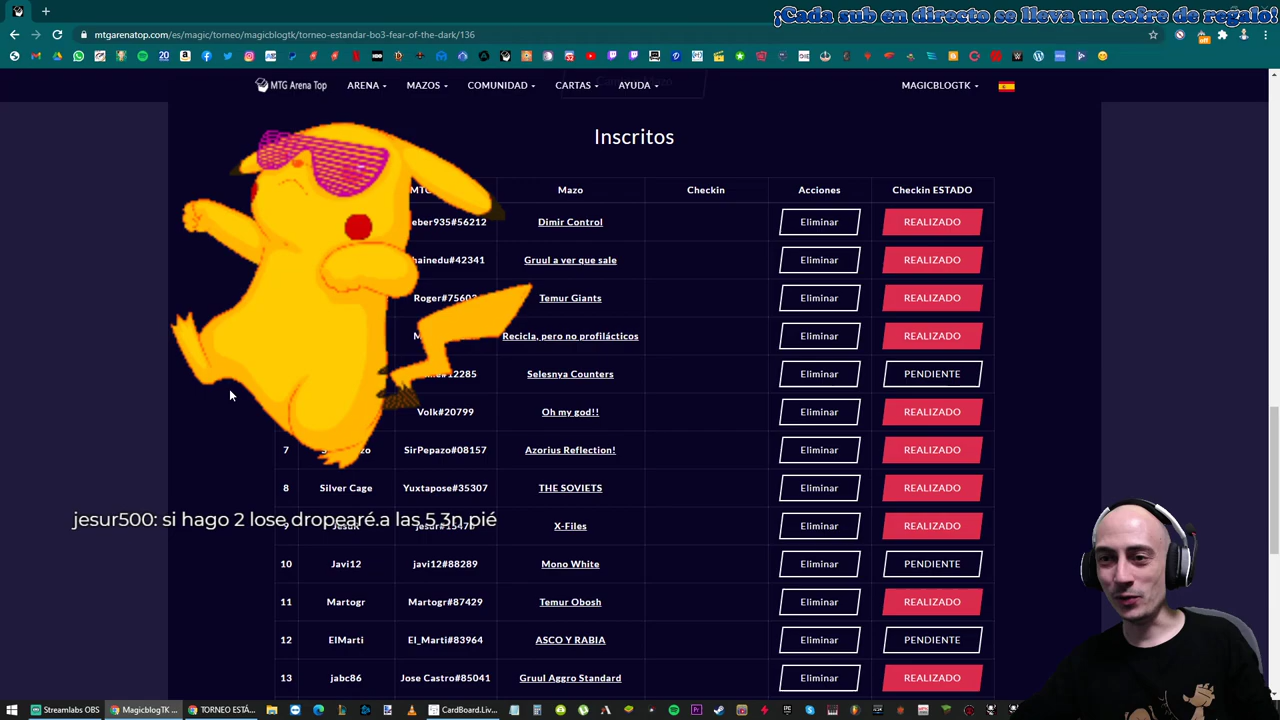 ¡Cada sub en directo se lleva un cofre de regalo!
mtgarenatop.com/es/magic/torneo/magicblogtk/torneo-estandar-bo3-fear-of-the-dark/136
MTG Arena Top ARENA MAZOS COMUNIDAD CARTAS AYUDA MAGICBLOGTK
Inscritos
Mazo Checkin Acciones Checkin ESTADO
eber935#56212 Dimir Control Eliminar REALIZADO
hainedu#42341 Gruul a ver que sale Eliminar REALIZADO
Temur Giants Eliminar REALIZADO
Recicla, pero no profilácticos Eliminar REALIZADO
#12285 Selesnya Counters Eliminar PENDIENTE
Volk#20799 Oh my god!! Eliminar REALIZADO
7 SirPepazo#08157 Azorius Reflection! Eliminar REALIZADO
8 Silver Cage Yuxtapose#35307 THE SOVIETS Eliminar REALIZADO
jesur500: si hago 2 lose,dropearé.a las 5.3n pié
X-Files Eliminar REALIZADO
10 Javi12 javi12#88289 Mono White Eliminar PENDIENTE
11 Martogr Martogr#87429 Temur Obosh Eliminar REALIZADO
12 ElMarti El_Marti#83964 ASCO Y RABIA Eliminar PENDIENTE
13 jabc86 Jose Castro#85041 Gruul Aggro Standard Eliminar REALIZADO
Streamlabs OBS MagicblogTK ... TORNEO ESTÁ... CardBoard.Liv...